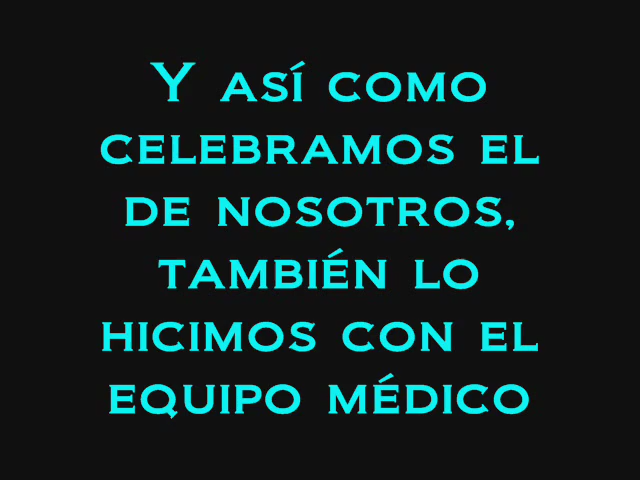 Y así como
celebramos el
de nosotros,
también lo
hicimos con el
equipo médico